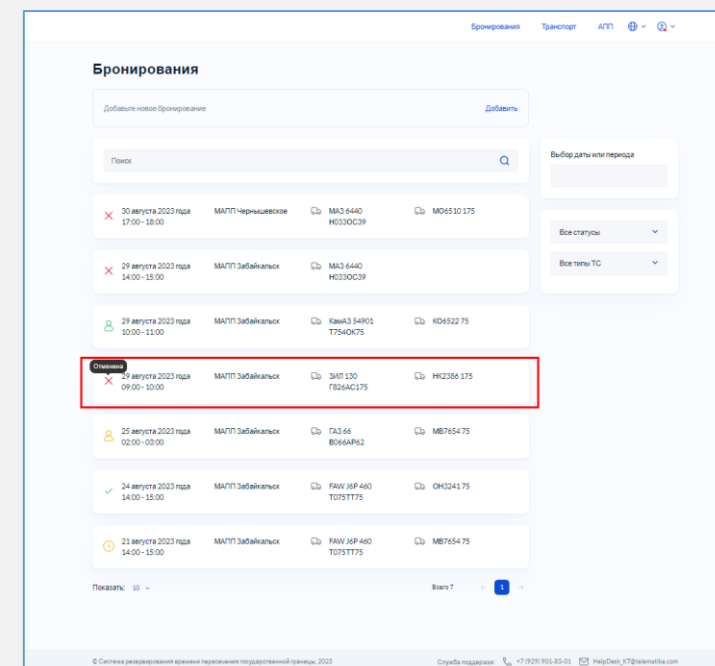 Бронирования Транспорт АПП
Бронирования
Добавьте новое бронирование Добавить
Поиск
Выбор даты или периода
30 августа 2023 года МАПП Чернышевское МАЗ 6440 МО6510 175
17:00 - 18:00 Н033ОС39
Все статусы
29 августа 2023 года МАПП Забайкальск МАЗ 6440
14:00 - 15:00 Н033ОС39
Все типы ТС
29 августа 2023 года МАПП Забайкальск КамАЗ 54901 КО6522 75
10:00 - 11:00 Т754ОК75
Отменена
29 августа 2023 года МАПП Забайкальск ЗИЛ 130 НК2386 175
09:00 - 10:00 Г826АС175
25 августа 2023 года МАПП Забайкальск ГАЗ 66 МВ7654 75
02:00 - 03:00 В066АР62
24 августа 2023 года МАПП Забайкальск FAW J6P 460 ОН3241 75
14:00 - 15:00 Т075ТТ75
21 августа 2023 года МАПП Забайкальск FAW J6P 460 МВ7654 75
14:00 - 15:00 Т075ТТ75
Показать: 10 Всего 7 1
© Система резервирования времени пересечения государственной границы, 2023 Служба поддержки: +7 (929) 901-83-01 HelpDesk_KT@telematika.com